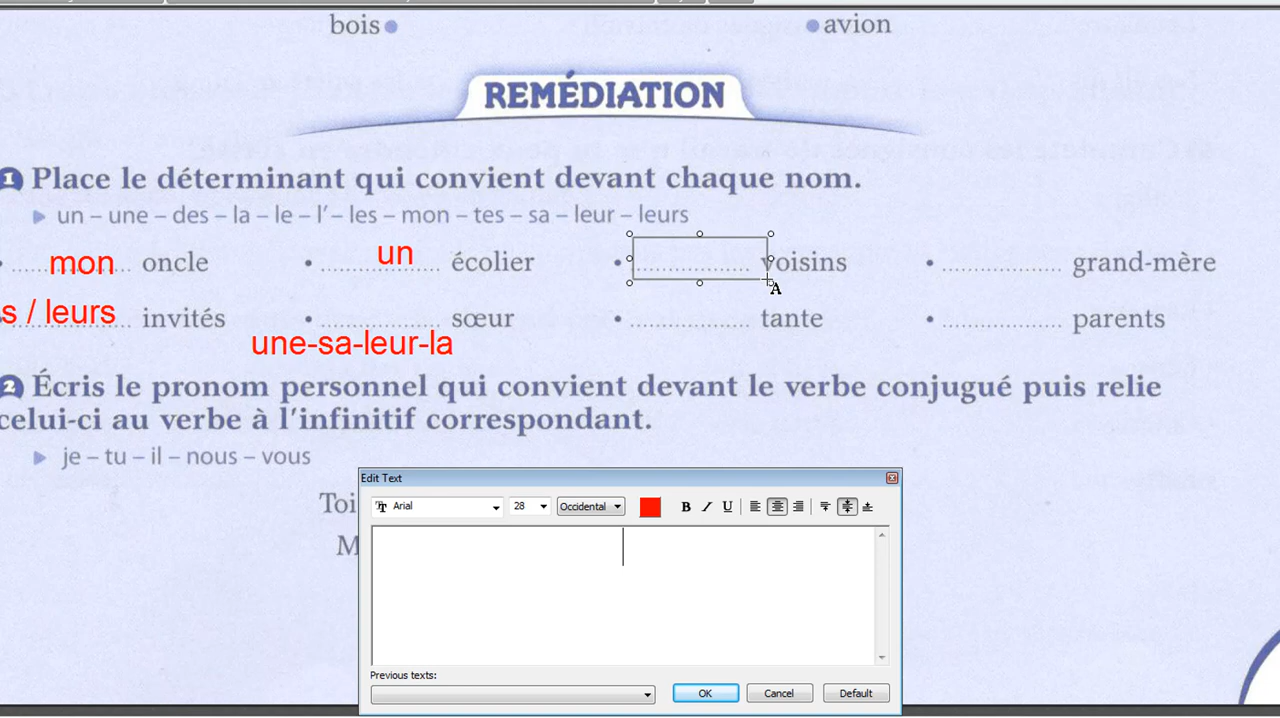 bois avion
REMÉDIATION
1 Place le déterminant qui convient devant chaque nom.
un – une – des – la – le – l’ – les – mon – tes – sa – leur – leurs
• mon oncle • un écolier • voisins • grand-mère
s / leurs invités • sœur • tante • parents
une-sa-leur-la
2 Écris le pronom personnel qui convient devant le verbe conjugué puis relie
celui-ci au verbe à l’infinitif correspondant.
je – tu – il – nous – vous
Toi
M
Edit Text
Arial 28 Occidental B I U
A
Previous texts:
OK Cancel Default